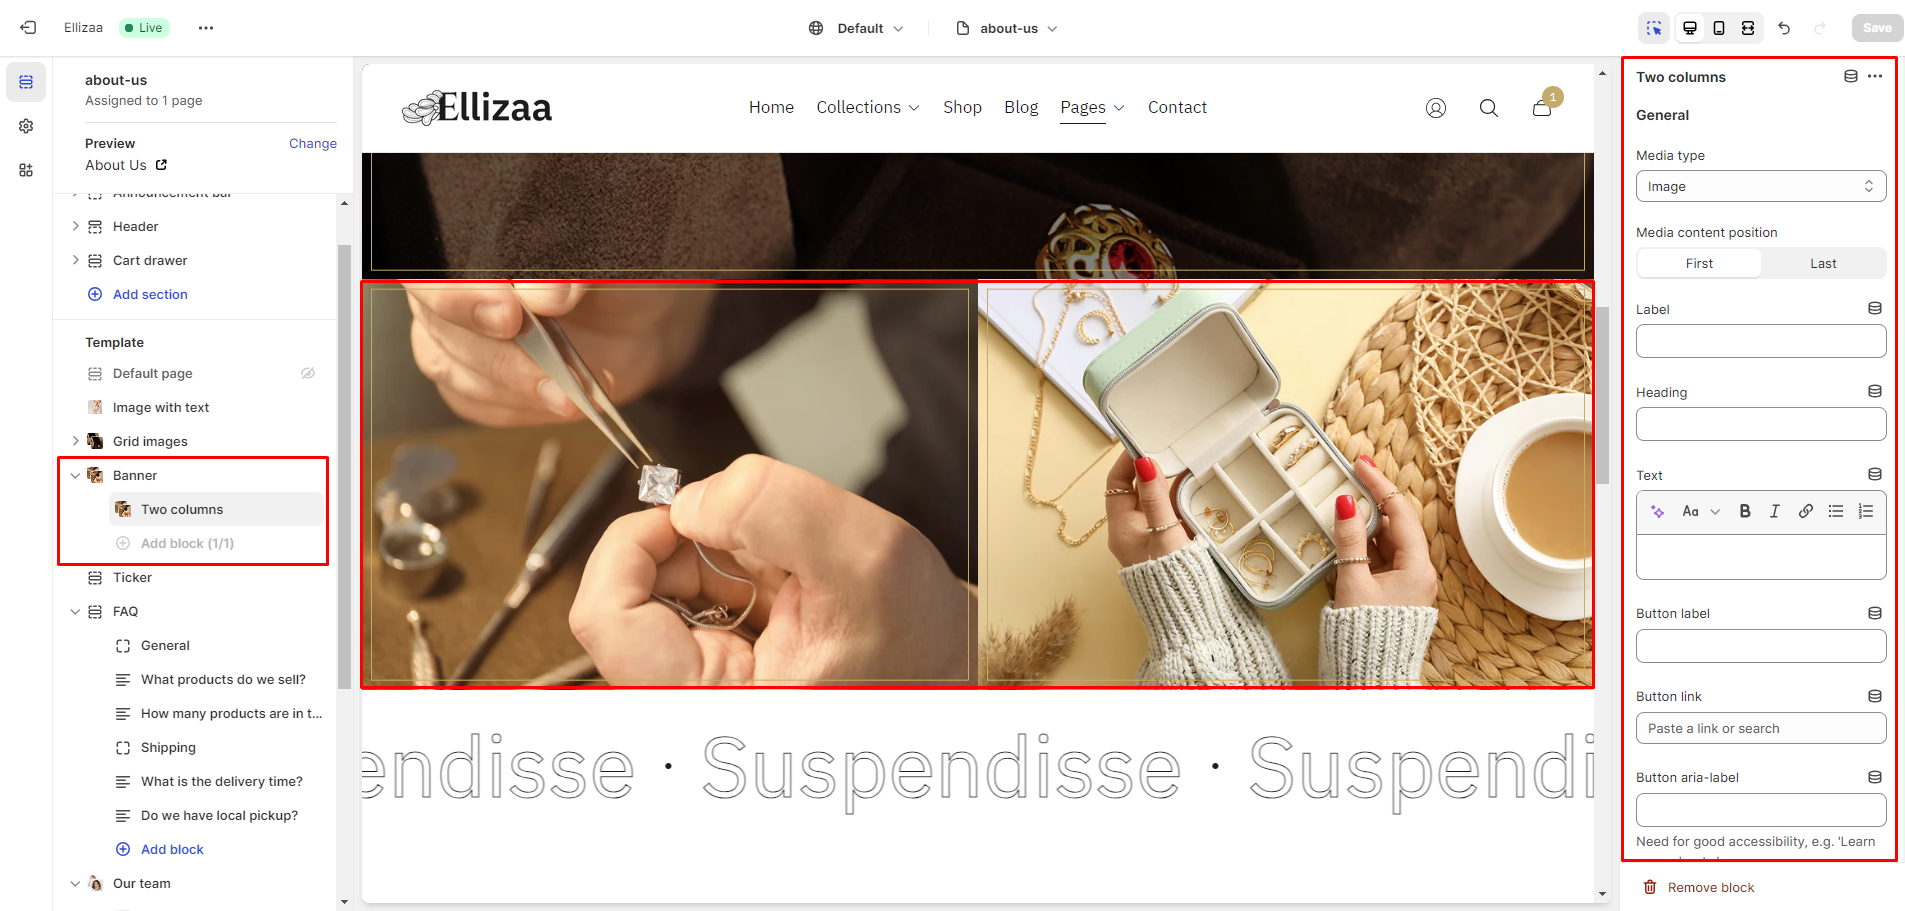 Ellizaa
Live
Default
about-us
Save
about-us
Assigned to 1 page
Preview
Change
About Us
Announcement bar
Header
Cart drawer
Add section
Template
Default page
Image with text
Grid images
Banner
Two columns
Add block (1/1)
Ticker
FAQ
General
What products do we sell?
How many products are in t...
Shipping
What is the delivery time?
Do we have local pickup?
Add block
Our team
Ellizaa
Home Collections Shop Blog Pages Contact
1
endisse · Suspendisse · Suspendi
Two columns
General
Media type
Image
Media content position
First Last
Label
Heading
Text
Aa B I
Button label
Button link
Paste a link or search
Button aria-label
Need for good accessibility, e.g. 'Learn
Remove block